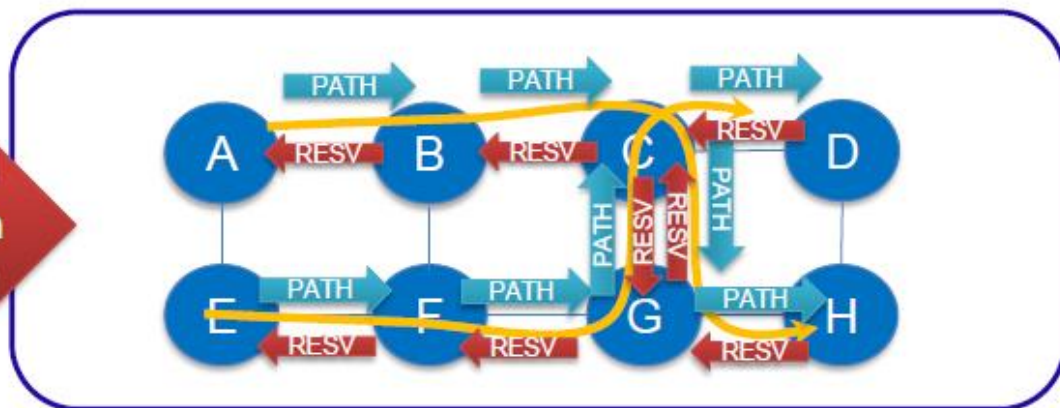 PATH PATH PATH
A RESV B RESV C RESV D
PATH RESV RESV PATH
PATH PATH PATH
E F G H
RESV RESV RESV